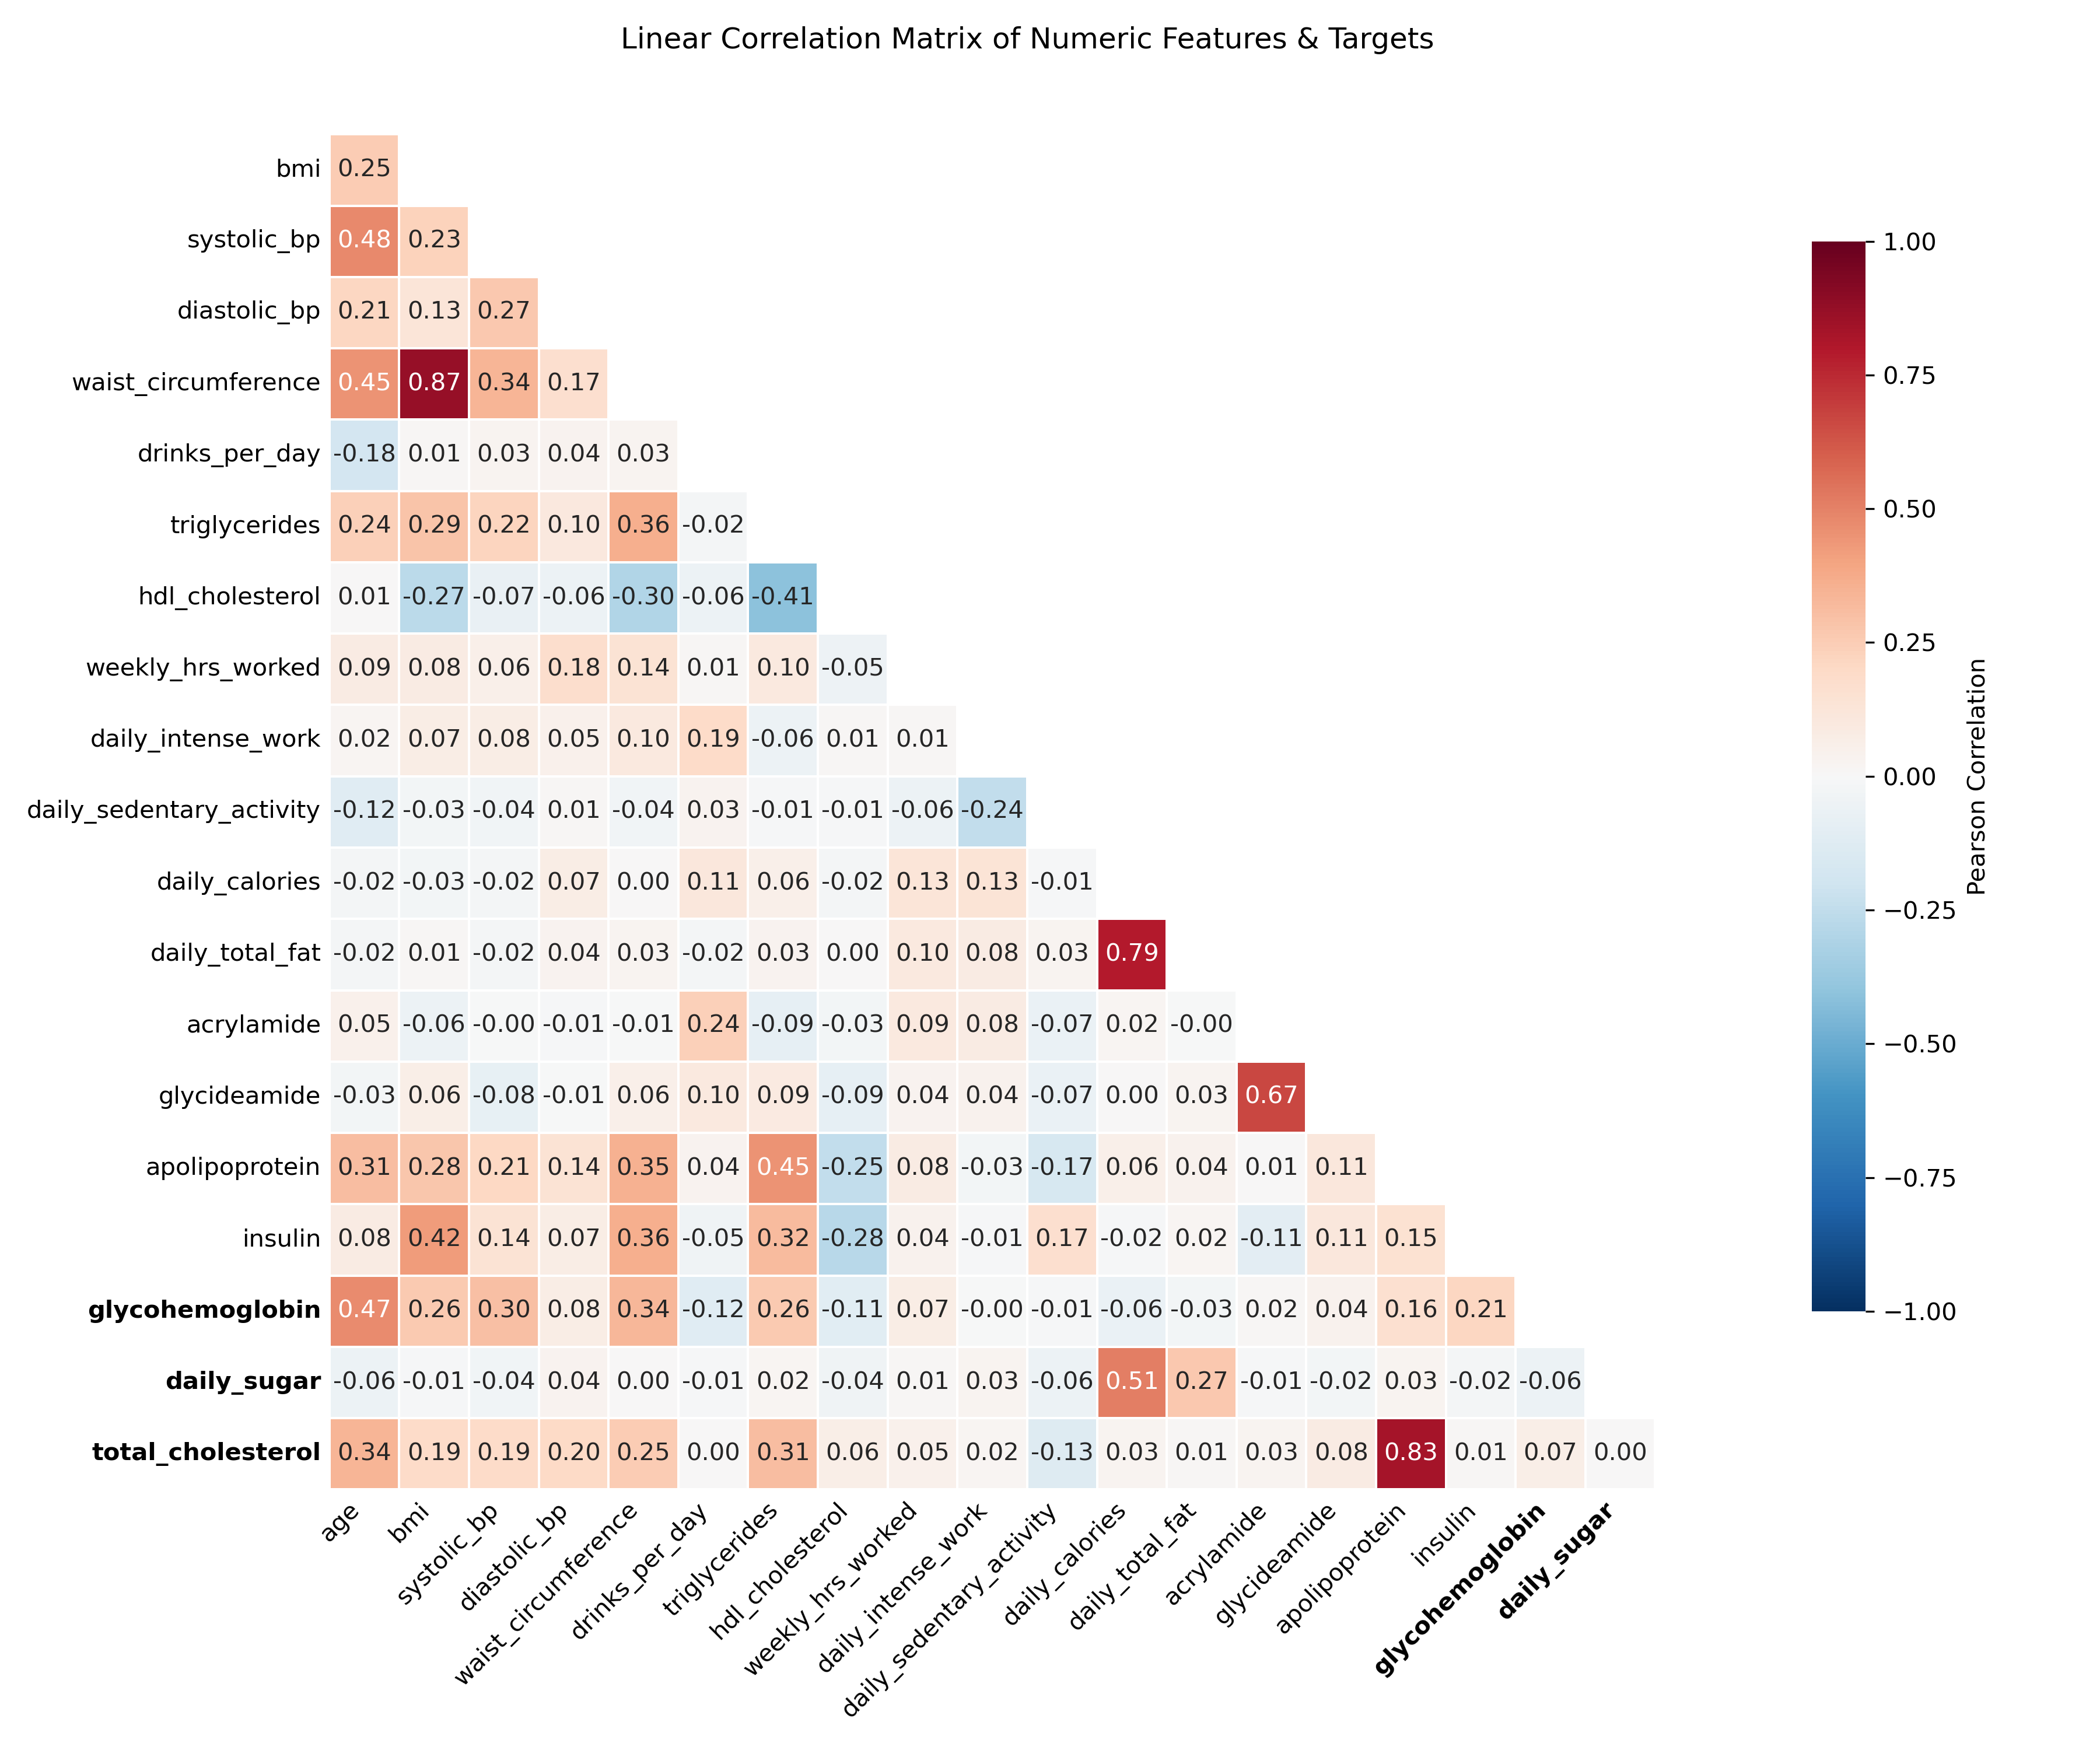 Linear Correlation Matrix of Numeric Features & Targets
bmi 0.25
systolic_bp 0.48 0.23
diastolic_bp 0.21 0.13 0.27
waist_circumference 0.45 0.87 0.34 0.17
drinks_per_day -0.18 0.01 0.03 0.04 0.03
triglycerides 0.24 0.29 0.22 0.10 0.36 -0.02
hdl_cholesterol 0.01 -0.27 -0.07 -0.06 -0.30 -0.06 -0.41
weekly_hrs_worked 0.09 0.08 0.06 0.18 0.14 0.01 0.10 -0.05
daily_intense_work 0.02 0.07 0.08 0.05 0.10 0.19 -0.06 0.01 0.01
daily_sedentary_activity -0.12 -0.03 -0.04 0.01 -0.04 0.03 -0.01 -0.01 -0.06 -0.24
daily_calories -0.02 -0.03 -0.02 0.07 0.00 0.11 0.06 -0.02 0.13 0.13 -0.01
daily_total_fat -0.02 0.01 -0.02 0.04 0.03 -0.02 0.03 0.00 0.10 0.08 0.03 0.79
acrylamide 0.05 -0.06 -0.00 -0.01 -0.01 0.24 -0.09 -0.03 0.09 0.08 -0.07 0.02 -0.00
glycideamide -0.03 0.06 -0.08 -0.01 0.06 0.10 0.09 -0.09 0.04 0.04 -0.07 0.00 0.03 0.67
apolipoprotein 0.31 0.28 0.21 0.14 0.35 0.04 0.45 -0.25 0.08 -0.03 -0.17 0.06 0.04 0.01 0.11
insulin 0.08 0.42 0.14 0.07 0.36 -0.05 0.32 -0.28 0.04 -0.01 0.17 -0.02 0.02 -0.11 0.11 0.15
glycohemoglobin 0.47 0.26 0.30 0.08 0.34 -0.12 0.26 -0.11 0.07 -0.00 -0.01 -0.06 -0.03 0.02 0.04 0.16 0.21
daily_sugar -0.06 -0.01 -0.04 0.04 0.00 -0.01 0.02 -0.04 0.01 0.03 -0.06 0.51 0.27 -0.01 -0.02 0.03 -0.02 -0.06
total_cholesterol 0.34 0.19 0.19 0.20 0.25 0.00 0.31 0.06 0.05 0.02 -0.13 0.03 0.01 0.03 0.08 0.83 0.01 0.07 0.00
age
bmi
systolic_bp
diastolic_bp
waist_circumference
drinks_per_day
triglycerides
hdl_cholesterol
weekly_hrs_worked
daily_intense_work
daily_sedentary_activity
daily_calories
daily_total_fat
acrylamide
glycideamide
apolipoprotein
insulin
glycohemoglobin
daily_sugar
1.00
0.75
0.50
0.25
0.00
−0.25
−0.50
−0.75
−1.00
Pearson Correlation